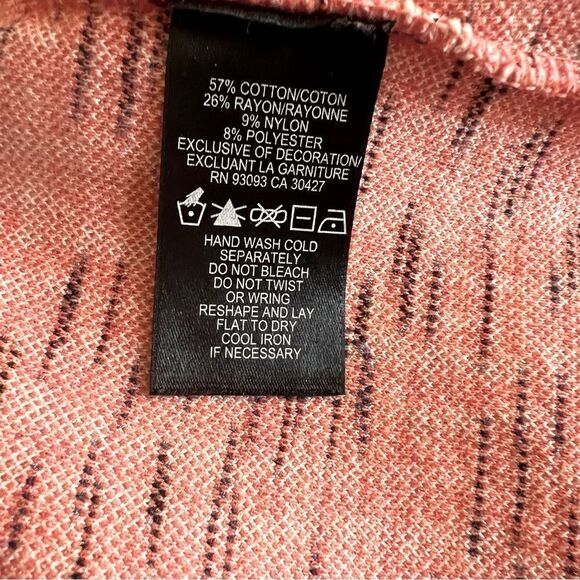 57% COTTON/COTON
26% RAYON/RAYONNE
9% NYLON
8% POLYESTER
EXCLUSIVE OF DECORATION/
EXCLUANT LA GARNITURE
RN 93093 CA 30427
HAND WASH COLD
SEPARATELY
DO NOT BLEACH
DO NOT TWIST
OR WRING
RESHAPE AND LAY
FLAT TO DRY
COOL IRON
IF NECESSARY